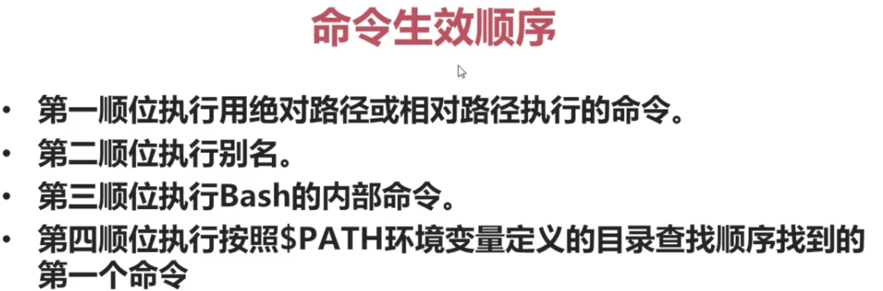 命令生效顺序
• 第一顺位执行用绝对路径或相对路径执行的命令。
• 第二顺位执行别名。
• 第三顺位执行Bash的内部命令。
• 第四顺位执行按照$PATH环境变量定义的目录查找顺序找到的
第一个命令